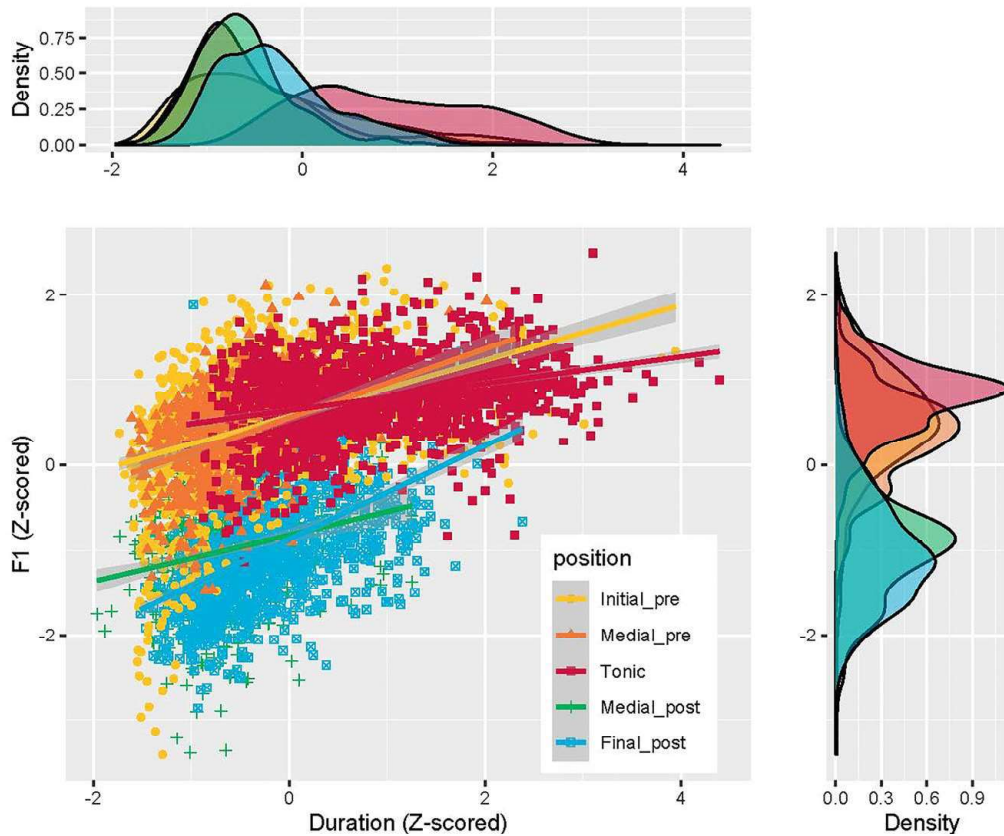 Density
0.75
0.50
0.25
0.00
-2 0 2 4
F1 (Z-scored)
2
0
-2
-2 0 2 4
Duration (Z-scored)
position
Initial_pre
Medial_pre
Tonic
Medial_post
Final_post
2
0
-2
0.0 0.3 0.6 0.9
Density